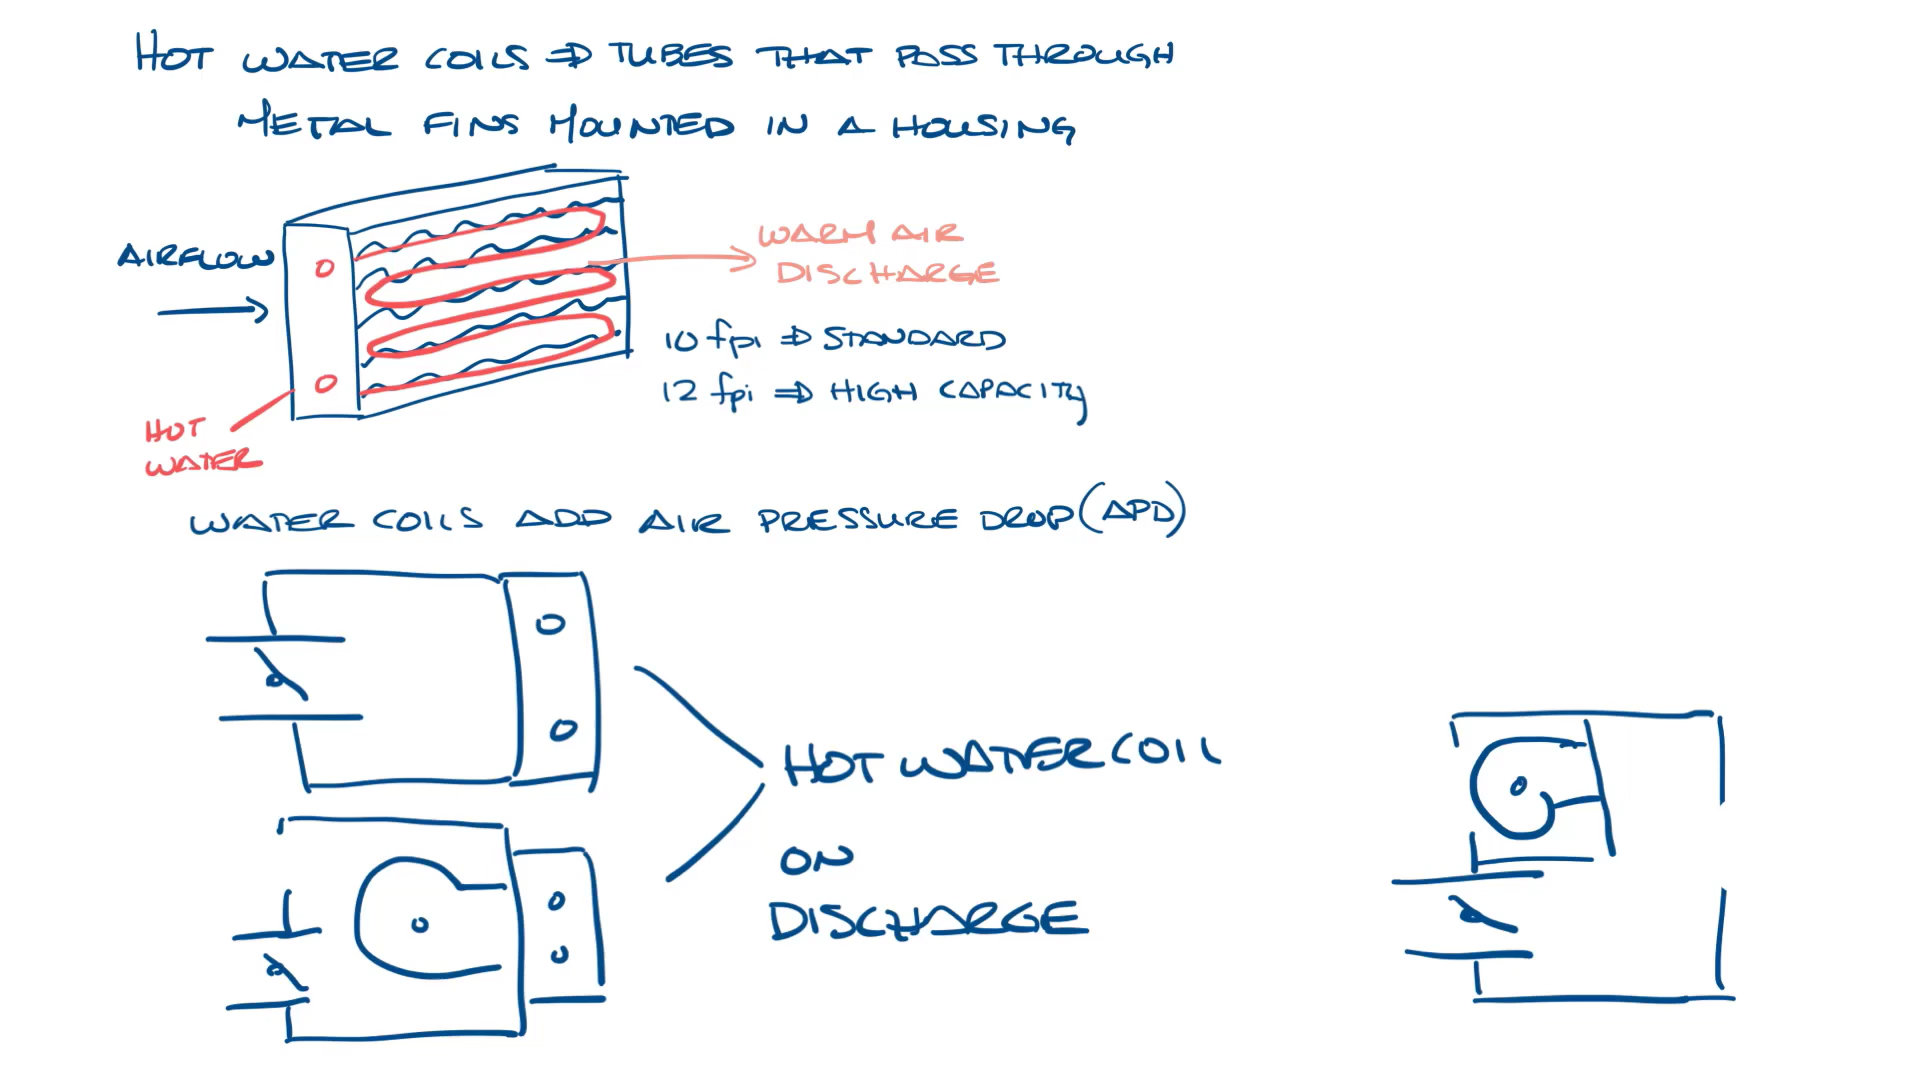 HOT WATER COILS ⇒ TUBES THAT PASS THROUGH
METAL FINS MOUNTED IN A HOUSING
AIRFLOW
WARM AIR
DISCHARGE
10 fpi ⇒ STANDARD
12 fpi ⇒ HIGH CAPACITY
HOT
WATER
WATER COILS ADD AIR PRESSURE DROP (APD)
HOT WATER COIL
ON
DISCHARGE